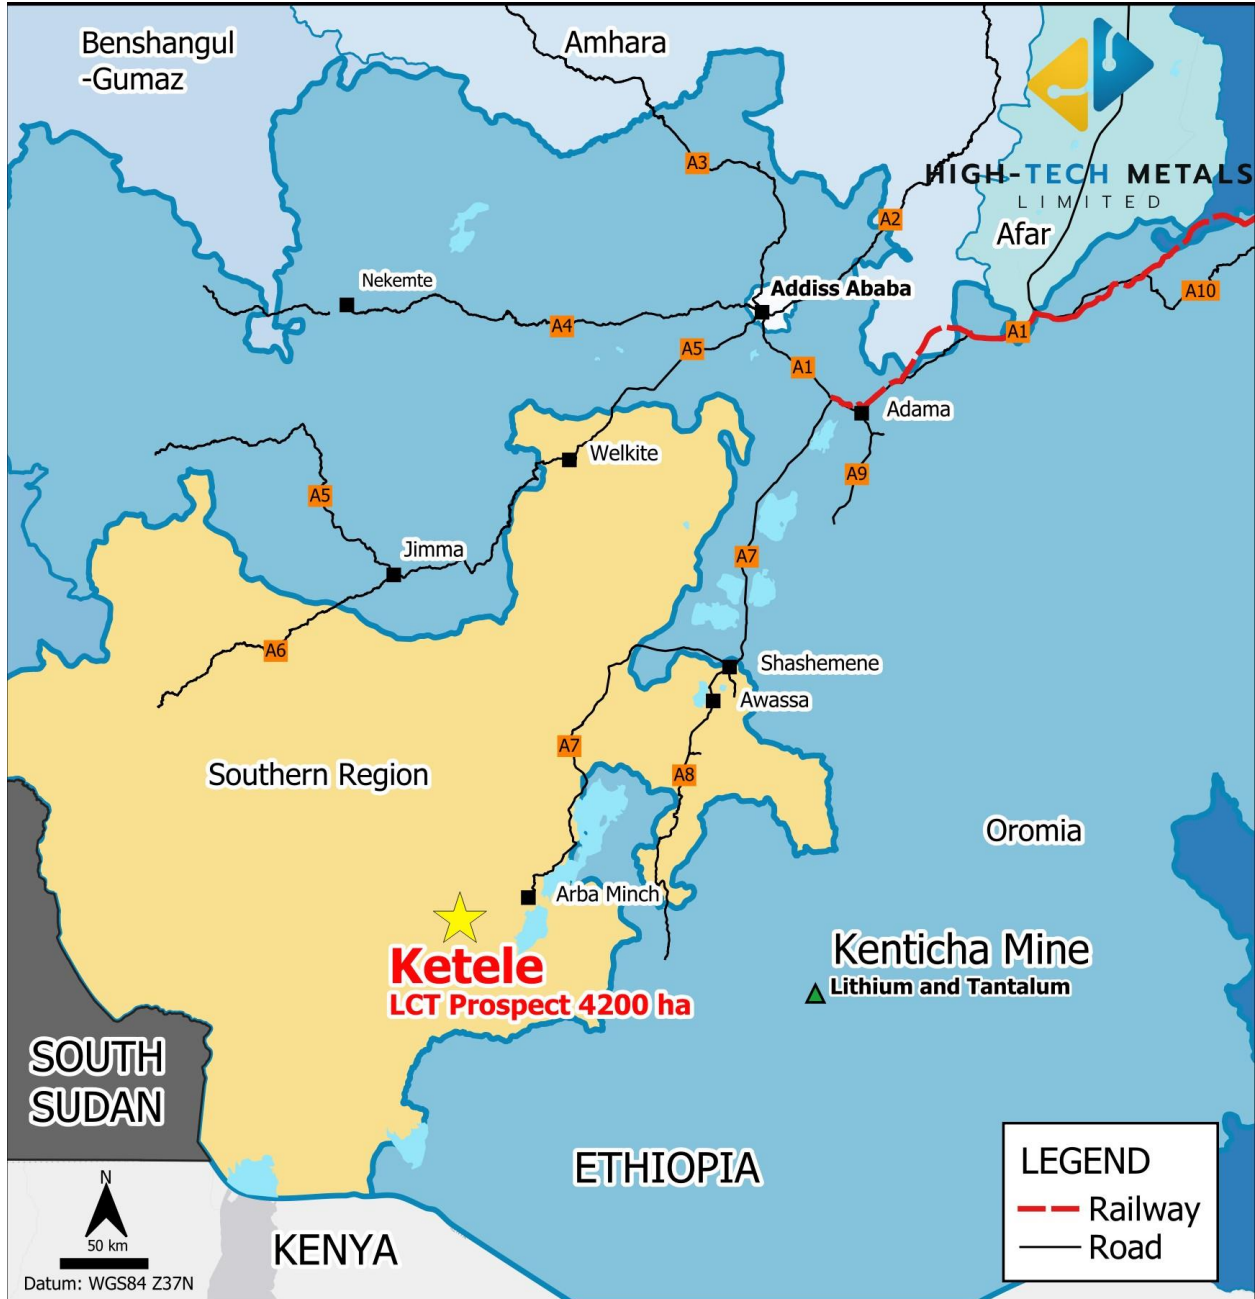 Benshangul
-Gumaz
Amhara
HIGH-TECH METALS
LIMITED
A3
A2
Afar
Nekemte
Addiss Ababa
A10
A4
A5
A1
A1
Adama
Welkite
A9
A5
Jimma
A7
A6
Shashemene
Awassa
A7
Southern Region
A8
Oromia
Arba Minch
Ketele
LCT Prospect 4200 ha
Kenticha Mine
Lithium and Tantalum
SOUTH
SUDAN
ETHIOPIA
KENYA
N
50 km
Datum: WGS84 Z37N
LEGEND
Railway
Road